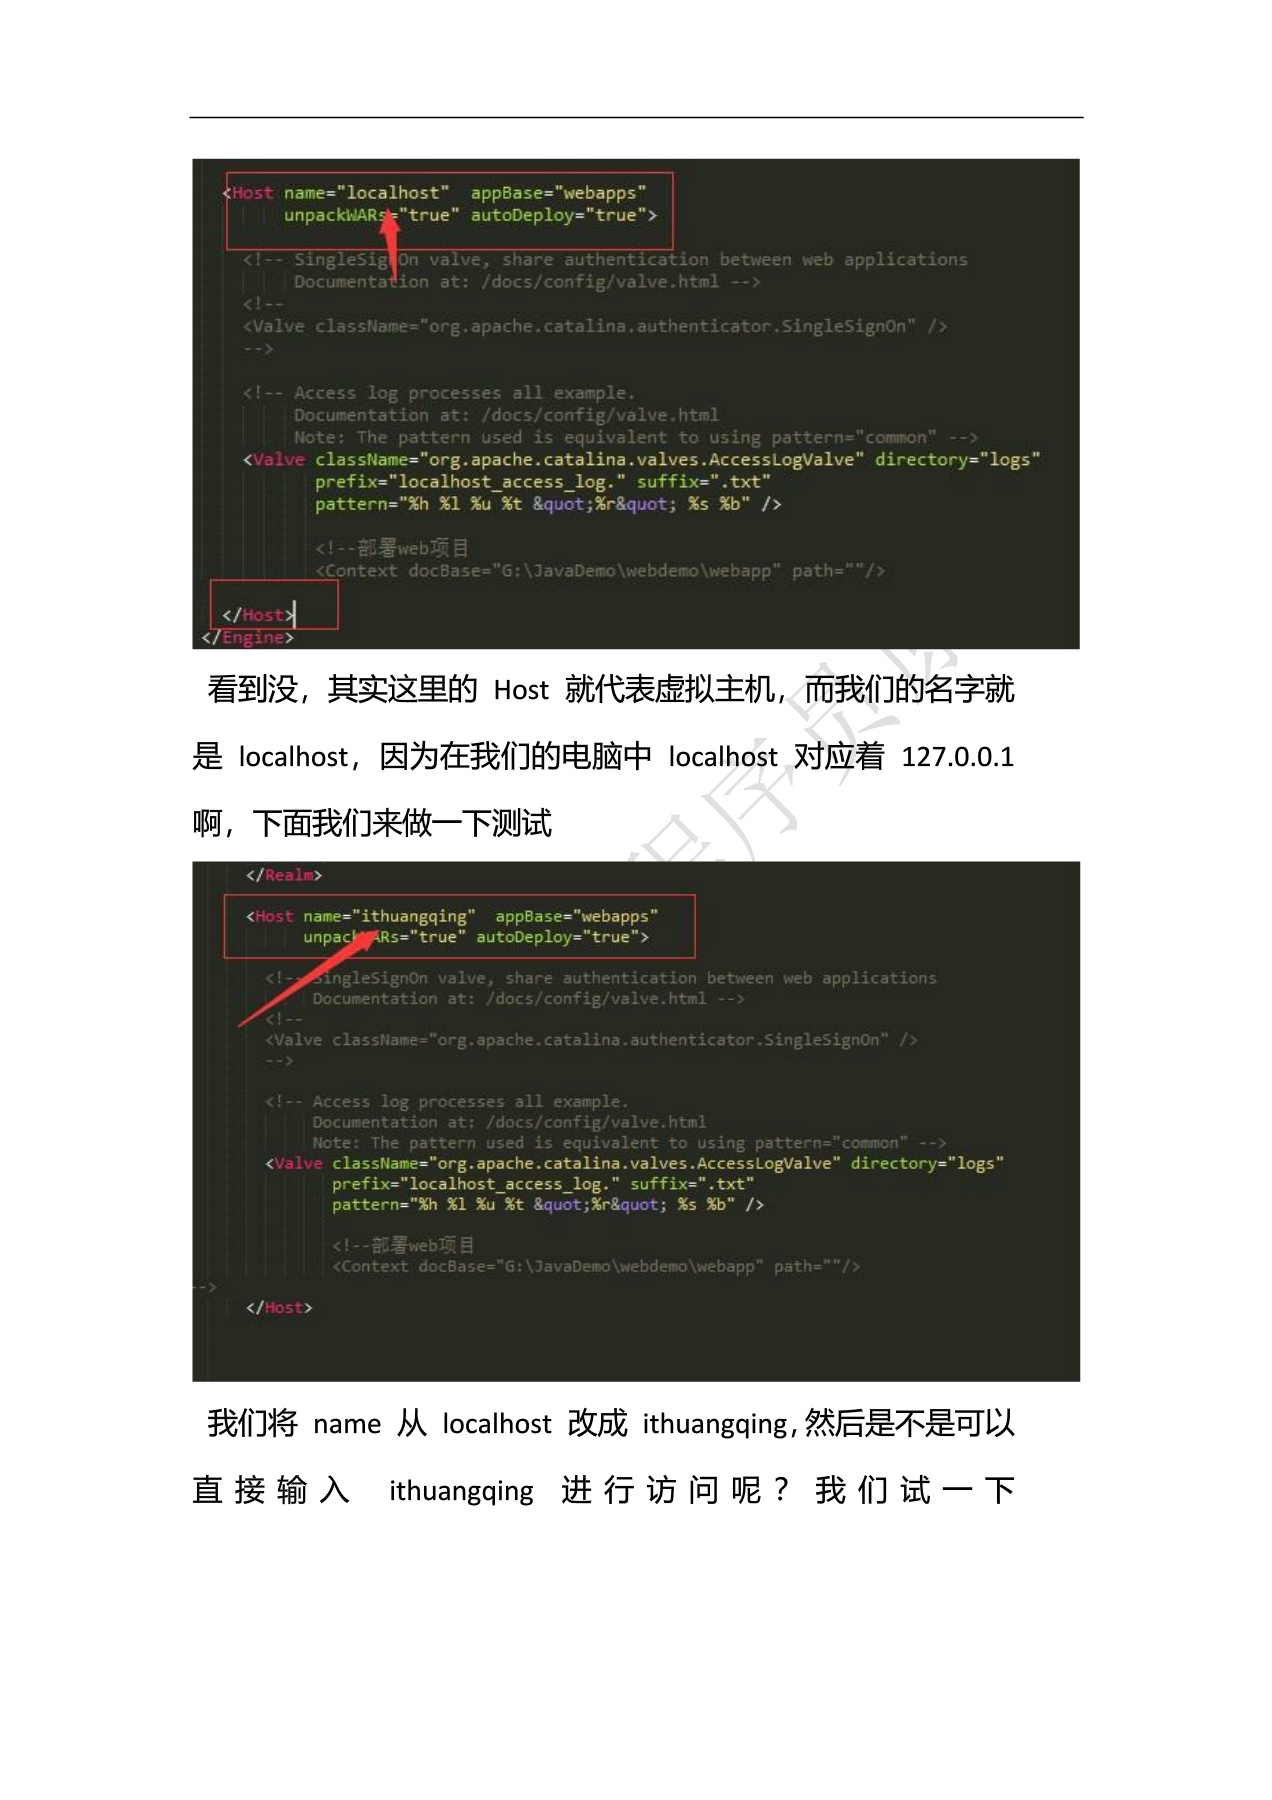 <Host name="localhost" appBase="webapps"
unpackWARs="true" autoDeploy="true">
<!-- SingleSignOn valve, share authentication between web applications
Documentation at: /docs/config/valve.html -->
<!--
<Valve className="org.apache.catalina.authenticator.SingleSignOn" />
-->
<!-- Access log processes all example.
Documentation at: /docs/config/valve.html
Note: The pattern used is equivalent to using pattern="common" -->
<Valve className="org.apache.catalina.valves.AccessLogValve" directory="logs"
prefix="localhost_access_log." suffix=".txt"
pattern="%h %l %u %t &quot;%r&quot; %s %b" />
<!--部署web项目
<Context docBase="G:\JavaDemo\webdemo\webapp" path=""/>
</Host>
</Engine>
看到没，其实这里的 Host 就代表虚拟主机，而我们的名字就
是 localhost，因为在我们的电脑中 localhost 对应着 127.0.0.1
啊，下面我们来做一下测试
</Realm>
<Host name="ithuangqing" appBase="webapps"
unpackWARs="true" autoDeploy="true">
<!-- SingleSignOn valve, share authentication between web applications
Documentation at: /docs/config/valve.html -->
<!--
<Valve className="org.apache.catalina.authenticator.SingleSignOn" />
-->
<!-- Access log processes all example.
Documentation at: /docs/config/valve.html
Note: The pattern used is equivalent to using pattern="common" -->
<Valve className="org.apache.catalina.valves.AccessLogValve" directory="logs"
prefix="localhost_access_log." suffix=".txt"
pattern="%h %l %u %t &quot;%r&quot; %s %b" />
<!--部署web项目
<Context docBase="G:\JavaDemo\webdemo\webapp" path=""/>
-->
</Host>
我们将 name 从 localhost 改成 ithuangqing,然后是不是可以
直接输入 ithuangqing 进行访问呢？我们试一下
程序员